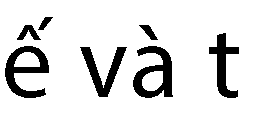 ế và t